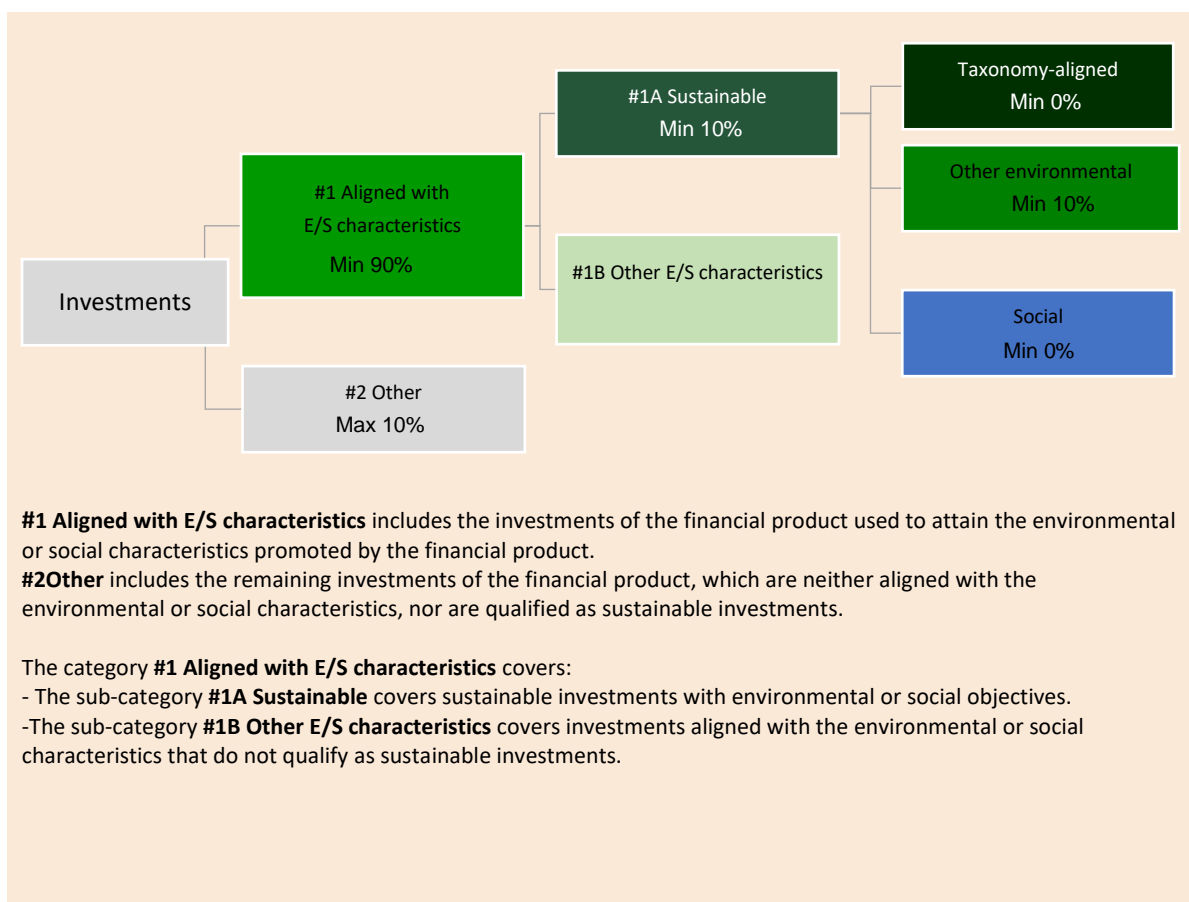 Investments
#1 Aligned with
E/S characteristics
Min 90%
#2 Other
Max 10%
#1A Sustainable
Min 10%
#1B Other E/S characteristics
Taxonomy-aligned
Min 0%
Other environmental
Min 10%
Social
Min 0%
#1 Aligned with E/S characteristics includes the investments of the financial product used to attain the environmental
or social characteristics promoted by the financial product.
#2Other includes the remaining investments of the financial product, which are neither aligned with the
environmental or social characteristics, nor are qualified as sustainable investments.
The category #1 Aligned with E/S characteristics covers:
- The sub-category #1A Sustainable covers sustainable investments with environmental or social objectives.
-The sub-category #1B Other E/S characteristics covers investments aligned with the environmental or social
characteristics that do not qualify as sustainable investments.